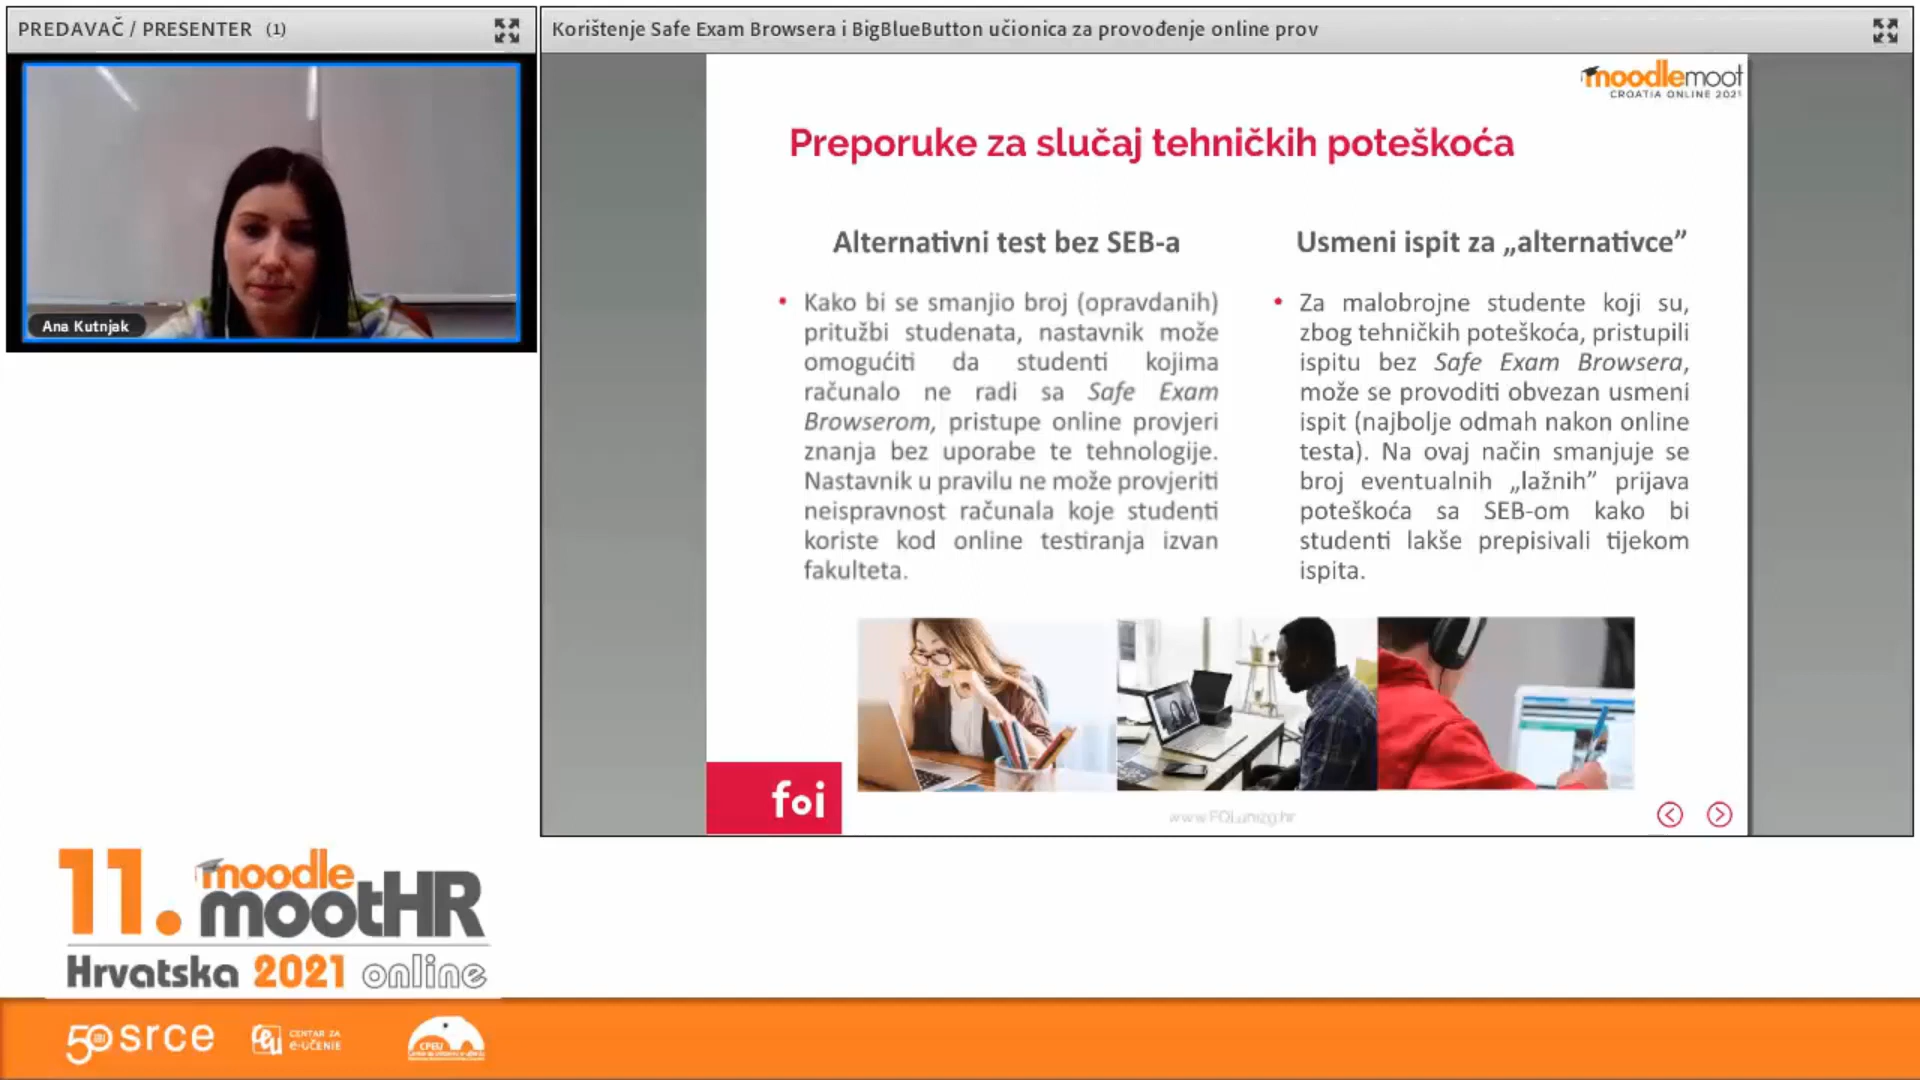 PREDAVAČ / PRESENTER (1)
Ana Kutnjak
Korištenje Safe Exam Browsera i BigBlueButton učionica za provođenje online prov
moodlemoot
CROATIA ONLINE 2021
Preporuke za slučaj tehničkih poteškoća
Alternativni test bez SEB-a
• Kako bi se smanjio broj (opravdanih)
pritužbi studenata, nastavnik može
omogućiti da studenti kojima
računalo ne radi sa Safe Exam
Browserom, pristupe online provjeri
znanja bez uporabe te tehnologije.
Nastavnik u pravilu ne može provjeriti
neispravnost računala koje studenti
koriste kod online testiranja izvan
fakulteta.
Usmeni ispit za „alternativce”
• Za malobrojne studente koji su,
zbog tehničkih poteškoća, pristupili
ispitu bez Safe Exam Browsera,
može se provoditi obvezan usmeni
ispit (najbolje odmah nakon online
testa). Na ovaj način smanjuje se
broj eventualnih „lažnih” prijava
poteškoća sa SEB-om kako bi
studenti lakše prepisivali tijekom
ispita.
foi
www.FOI.unizg.hr
11. moodle
mootHR
Hrvatska 2021 online
50 srce
CENTAR ZA
E-UČENJE
CPEU